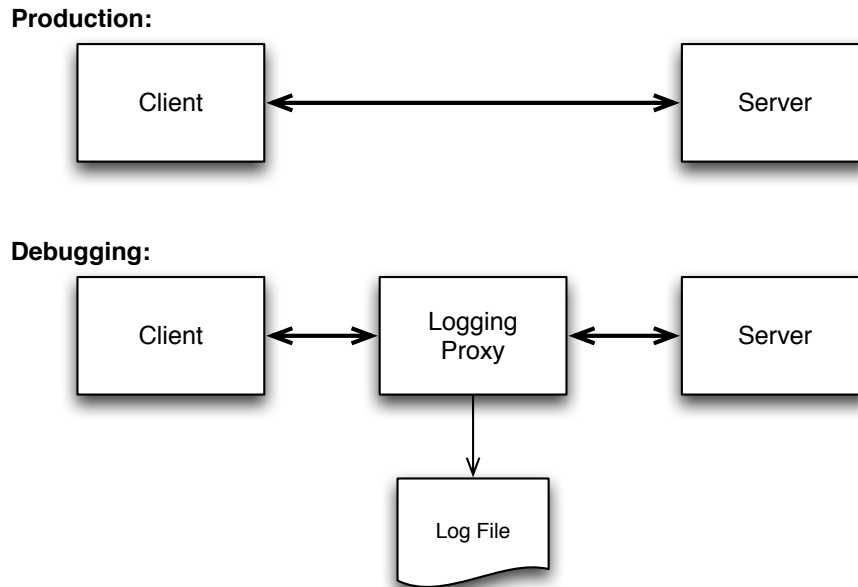 Production:
Client
Server
Debugging:
Client
Logging
Proxy
Server
Log File